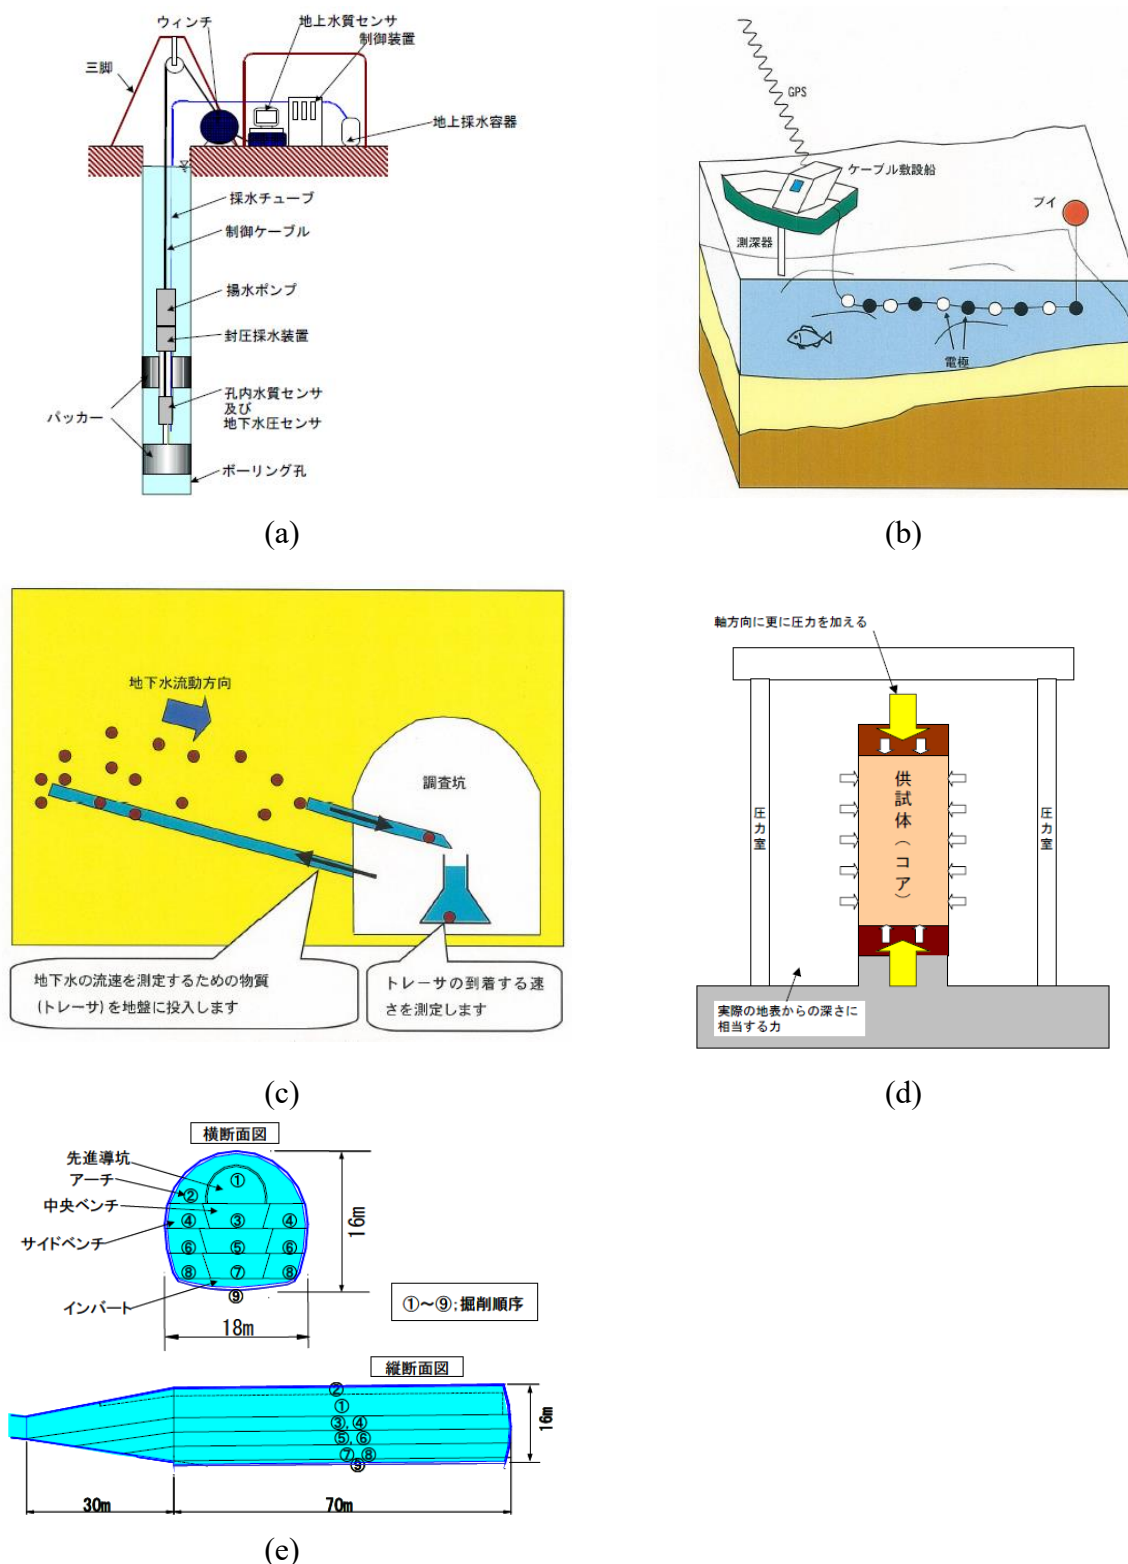 ウィンチ
地上水質センサ
制御装置
三脚
地上採水容器
採水チューブ
制御ケーブル
揚水ポンプ
封圧採水装置
パッカー
孔内水質センサ
及び
地下水圧センサ
ボーリング孔
(a)
GPS
ケーブル敷設船
ブイ
測深器
電極
(b)
地下水流動方向
調査坑
地下水の流速を測定するための物質
(トレーサ)を地盤に投入します
トレーサの到着する速
さを測定します
(c)
軸方向に更に圧力を加える
供試体(コア)
圧力室
圧力室
実際の地表からの深さに
相当する力
(d)
横断面図
先進導坑
アーチ
中央ベンチ
サイドベンチ
インバート
①
②
④ ③ ④
⑥ ⑤ ⑥
⑧ ⑦ ⑧
⑨
16m
18m
①～⑨;掘削順序
縦断面図
②
①
③, ④
⑤, ⑥
⑦, ⑧
⑨
16m
30m
70m
(e)